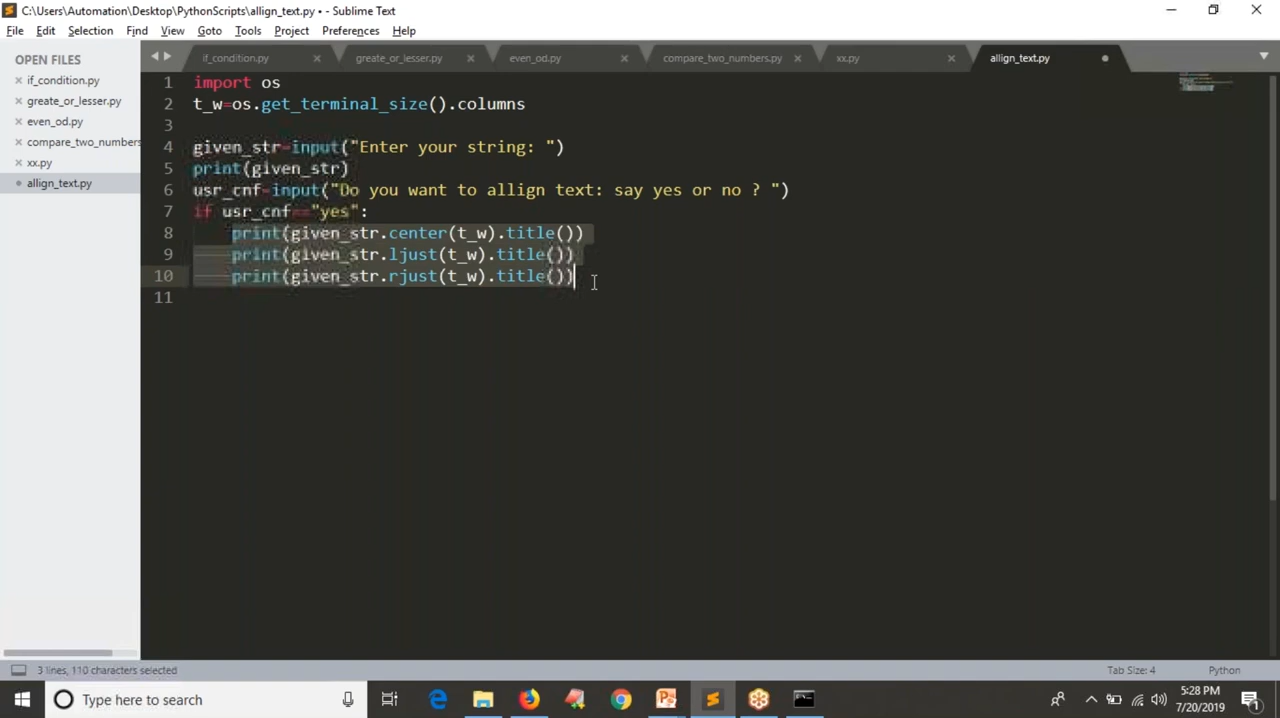 C:\Users\Automation\Desktop\PythonScripts\allign_text.py • - Sublime Text
File Edit Selection Find View Goto Tools Project Preferences Help
OPEN FILES
if_condition.py
greate_or_lesser.py
even_od.py
compare_two_numbers
xx.py
allign_text.py
if_condition.py greate_or_lesser.py even_od.py compare_two_numbers.py xx.py allign_text.py
1 import os
2 t_w=os.get_terminal_size().columns
3
4 given_str=input("Enter your string: ")
5 print(given_str)
6 usr_cnf=input("Do you want to allign text: say yes or no ? ")
7 if usr_cnf=="yes":
8 print(given_str.center(t_w).title())
9 print(given_str.ljust(t_w).title())
10 print(given_str.rjust(t_w).title())
11
3 lines, 110 characters selected
Tab Size: 4 Python
Type here to search
5:28 PM
7/20/2019
1